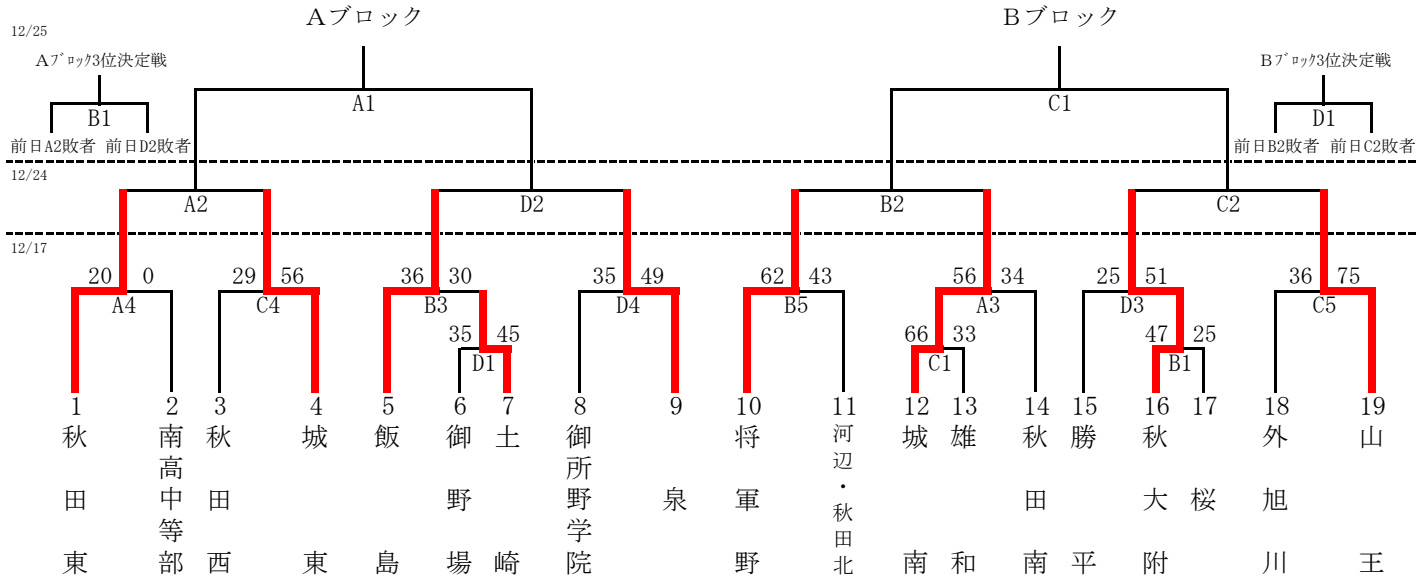 Aブロック
Bブロック
12/25
Aブロック3位決定戦
Bブロック3位決定戦
A1
C1
B1
D1
前日A2敗者 前日D2敗者
前日B2敗者 前日C2敗者
12/24
A2
D2
B2
C2
12/17
20 0
29 56
36 30
35 49
62 43
56 34
25 51
36 75
A4
C4
B3
D4
B5
A3
D3
C5
35 45
66 33
47 25
D1
C1
B1
1 2 3 4 5 6 7 8 9 10 11 12 13 14 15 16 17 18 19
秋田東
南高中等部
秋田西
城東
飯島
御野場
土崎
御所野学院
泉
将軍野
河辺・秋田北
城南
雄和
秋田南
勝平
秋大附
桜
外旭川
山王